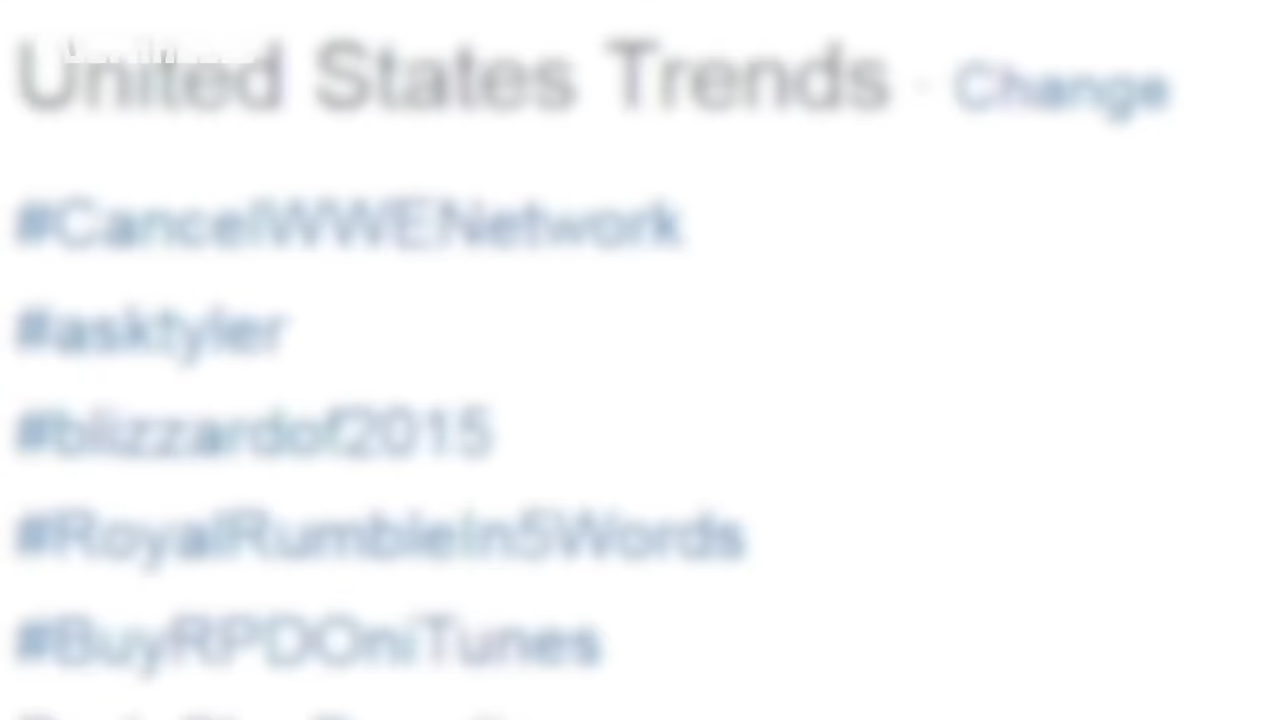 United States Trends · Change
#CancelWWENetwork
#asktyler
#blizzardof2015
#RoyalRumbleIn5Words
#BuyRPDOniTunes